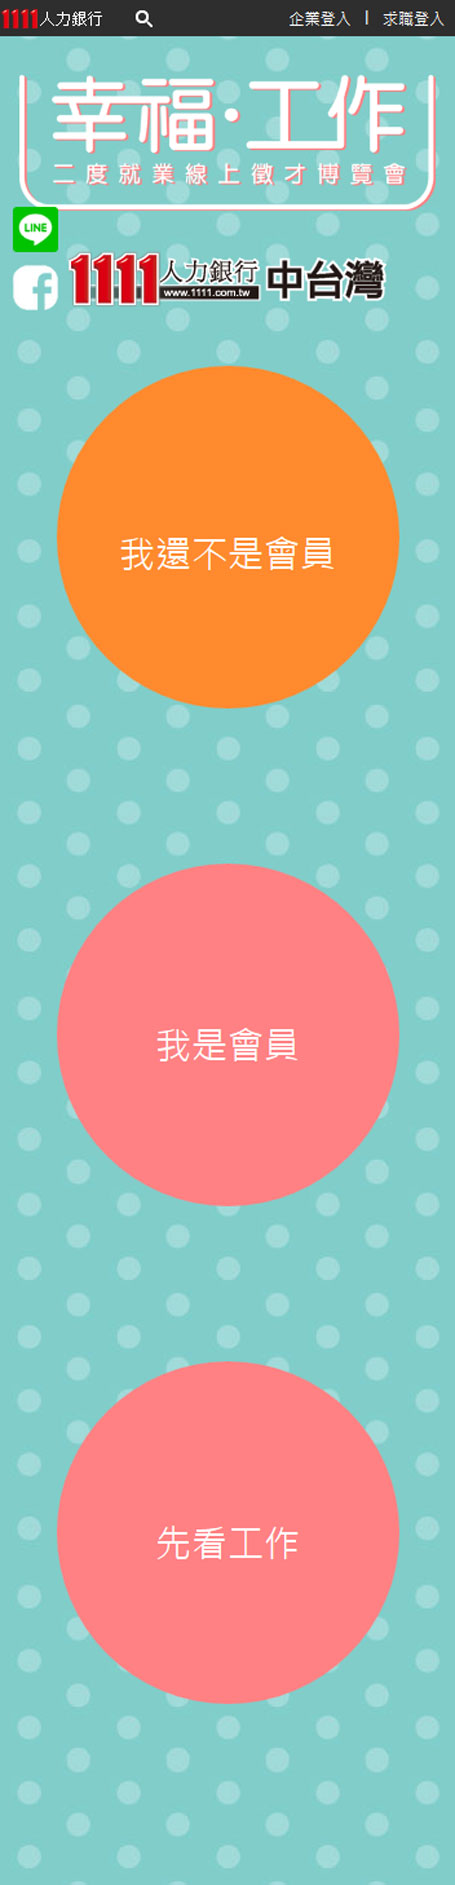 1111人力銀行 企業登入 | 求職登入
幸福·工作
二度就業線上徵才博覽會
LINE
1111人力銀行 中台灣
www.1111.com.tw
我還不是會員
我是會員
先看工作